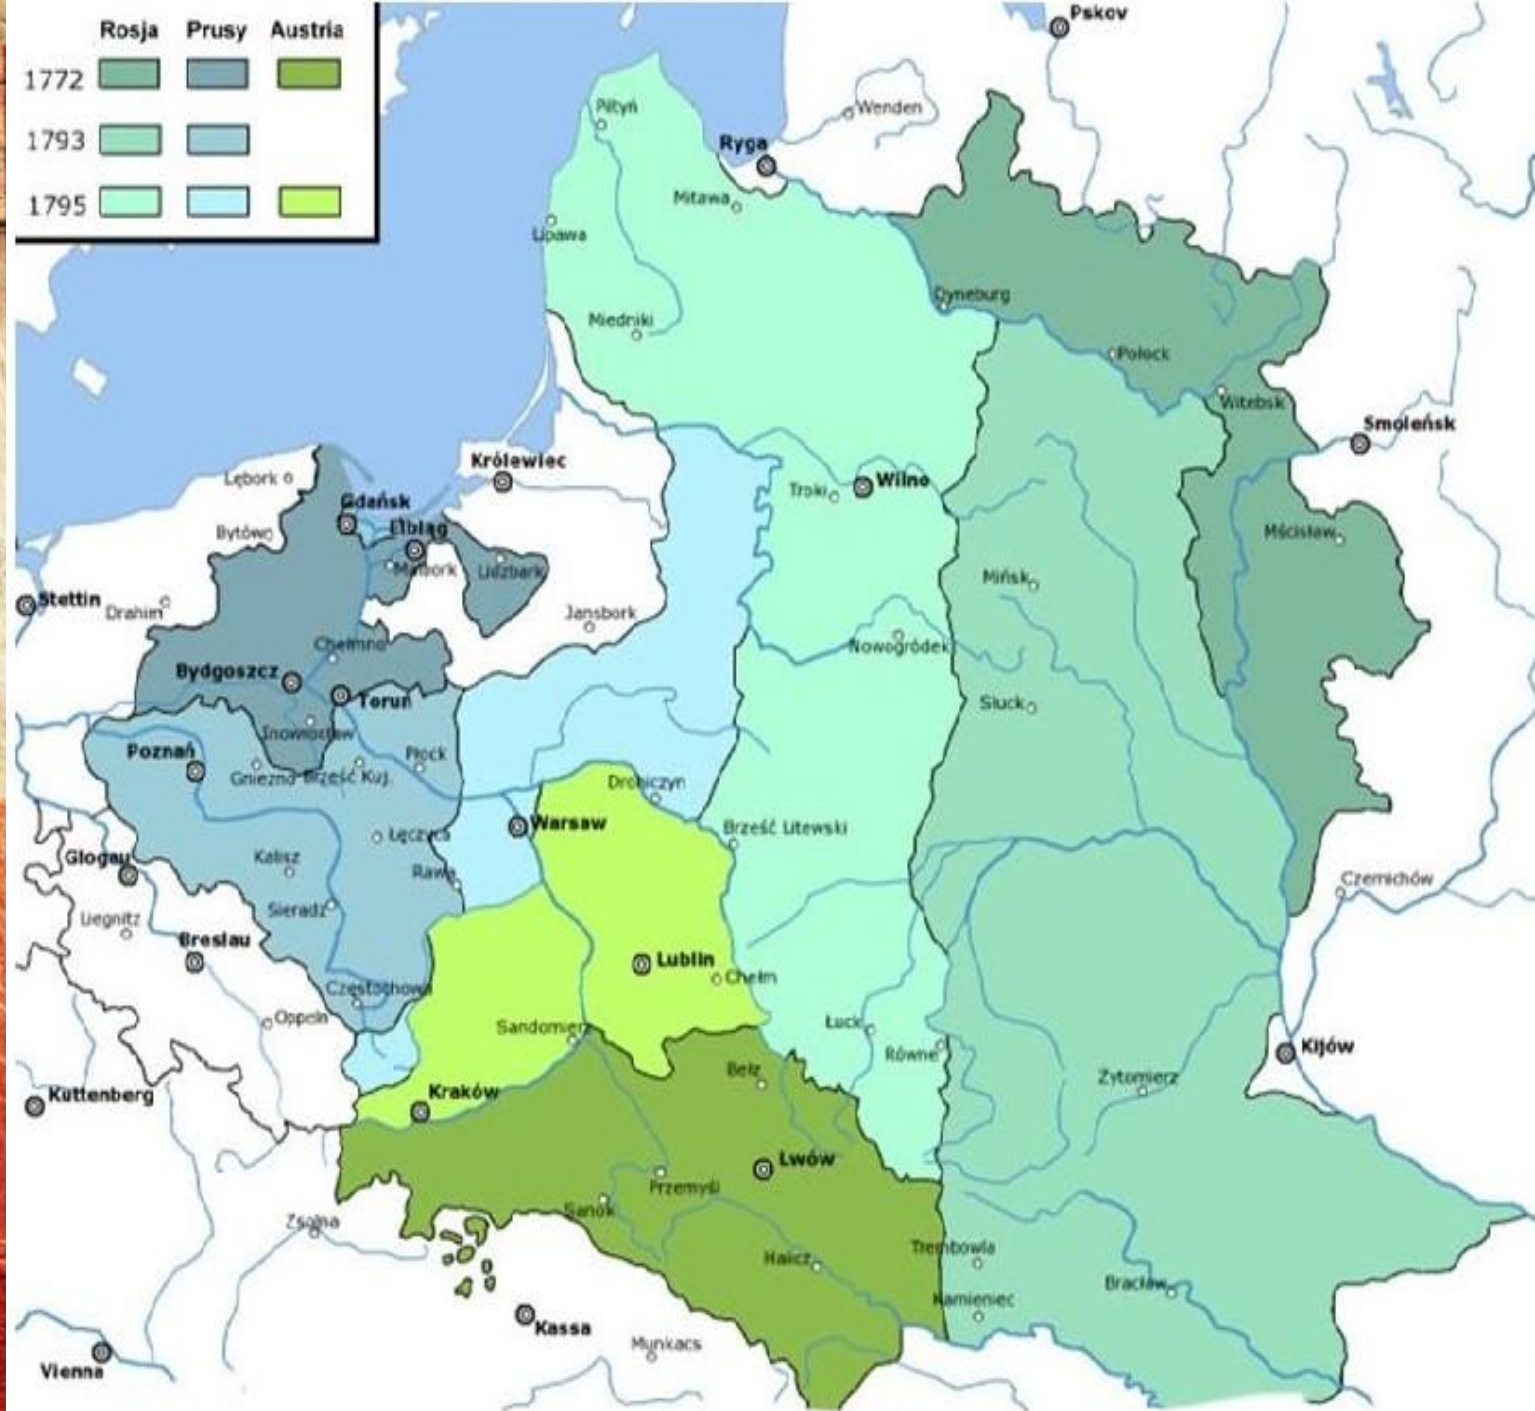 Rosja Prusy Austria
1772
1793
1795
Pskov
Piltyń
Wenden
Ryga
Mitawa
Lipawa
Dyneburg
Miedniki
Połock
Witebsk
Smoleńsk
Królewiec
Lębork
Troki
Wilno
Gdańsk
Elbląg
Bytów
Mścisław
Malbork
Lidzbark
Mińsk
Stettin
Drahim
Jansbork
Chełmno
Nowogródek
Bydgoszcz
Toruń
Słuck
Inowrocław
Poznań
Płock
Gniezno
Brześć Kuj.
Drohiczyn
Warsaw
Brześć Litewski
Łęczyca
Glogau
Kalisz
Rawa
Czernichów
Sieradz
Liegnitz
Breslau
Lublin
Chełm
Częstochowa
Oppeln
Sandomierz
Łuck
Równe
Kijów
Bełz
Żytomierz
Kuttenberg
Kraków
Lwów
Przemyśl
Sanok
Zsolna
Trembowla
Halicz
Bracław
Kamieniec
Kassa
Munkacs
Vienna